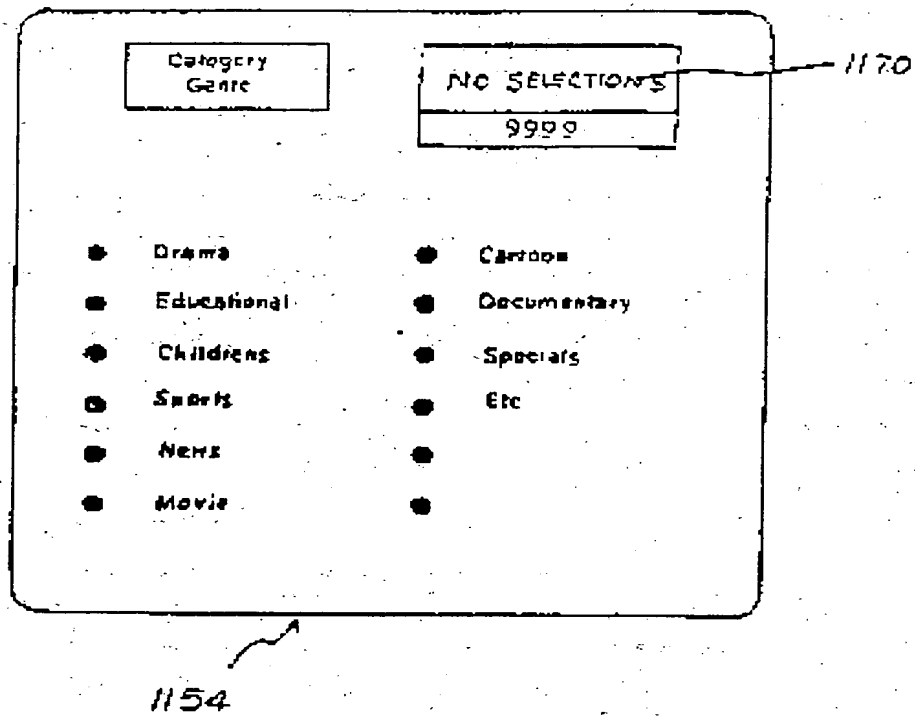 Category
Genre
NO SELECTIONS
1170
9999
Drama
Educational
Childrens
Sports
News
Movie
Cartoon
Documentary
Specials
Etc
1154